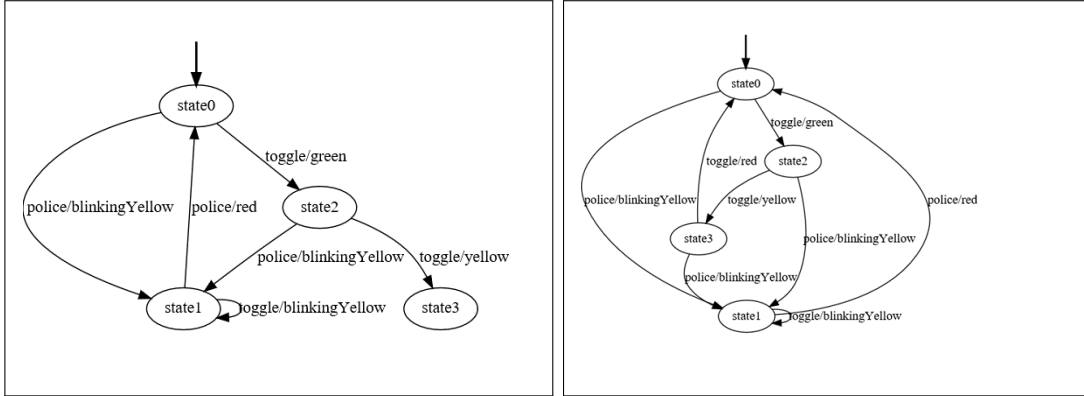 state0
toggle/green
police/blinkingYellow
police/red
state2
police/blinkingYellow
toggle/yellow
state1
toggle/blinkingYellow
state3
state0
toggle/green
toggle/red
state2
police/blinkingYellow
toggle/yellow
police/red
state3
police/blinkingYellow
police/blinkingYellow
state1
toggle/blinkingYellow